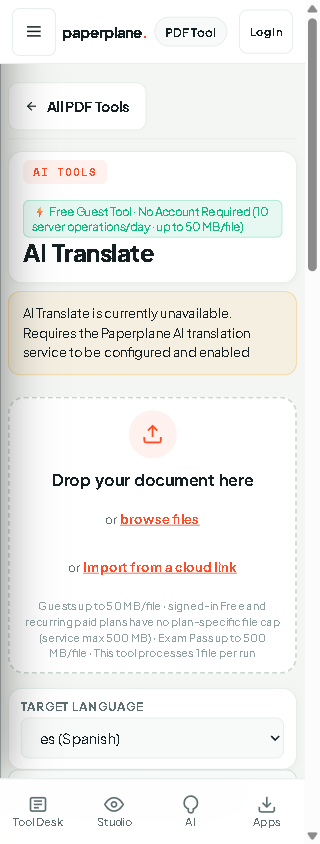 paperplane.
PDF Tool
Log in
All PDF Tools
AI TOOLS
Free Guest Tool · No Account Required (10
server operations/day · up to 50 MB/file)
AI Translate
AI Translate is currently unavailable.
Requires the Paperplane AI translation
service to be configured and enabled
Drop your document here
or browse files
or Import from a cloud link
Guests up to 50 MB/file · signed-in Free and
recurring paid plans have no plan-specific file cap
(service max 500 MB) · Exam Pass up to 500
MB/file · This tool processes 1 file per run
TARGET LANGUAGE
es (Spanish)
Tool Desk
Studio
AI
Apps